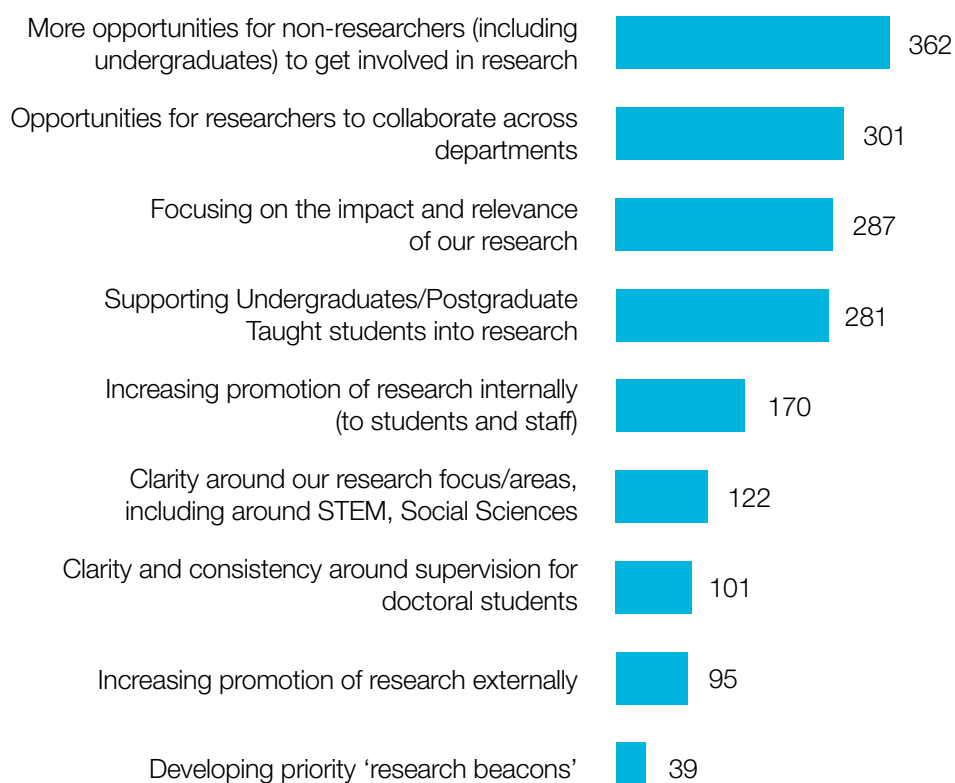 More opportunities for non-researchers (including
undergraduates) to get involved in research
362
Opportunities for researchers to collaborate across
departments
301
Focusing on the impact and relevance
of our research
287
Supporting Undergraduates/Postgraduate
Taught students into research
281
Increasing promotion of research internally
(to students and staff)
170
Clarity around our research focus/areas,
including around STEM, Social Sciences
122
Clarity and consistency around supervision for
doctoral students
101
Increasing promotion of research externally
95
Developing priority ‘research beacons’
39